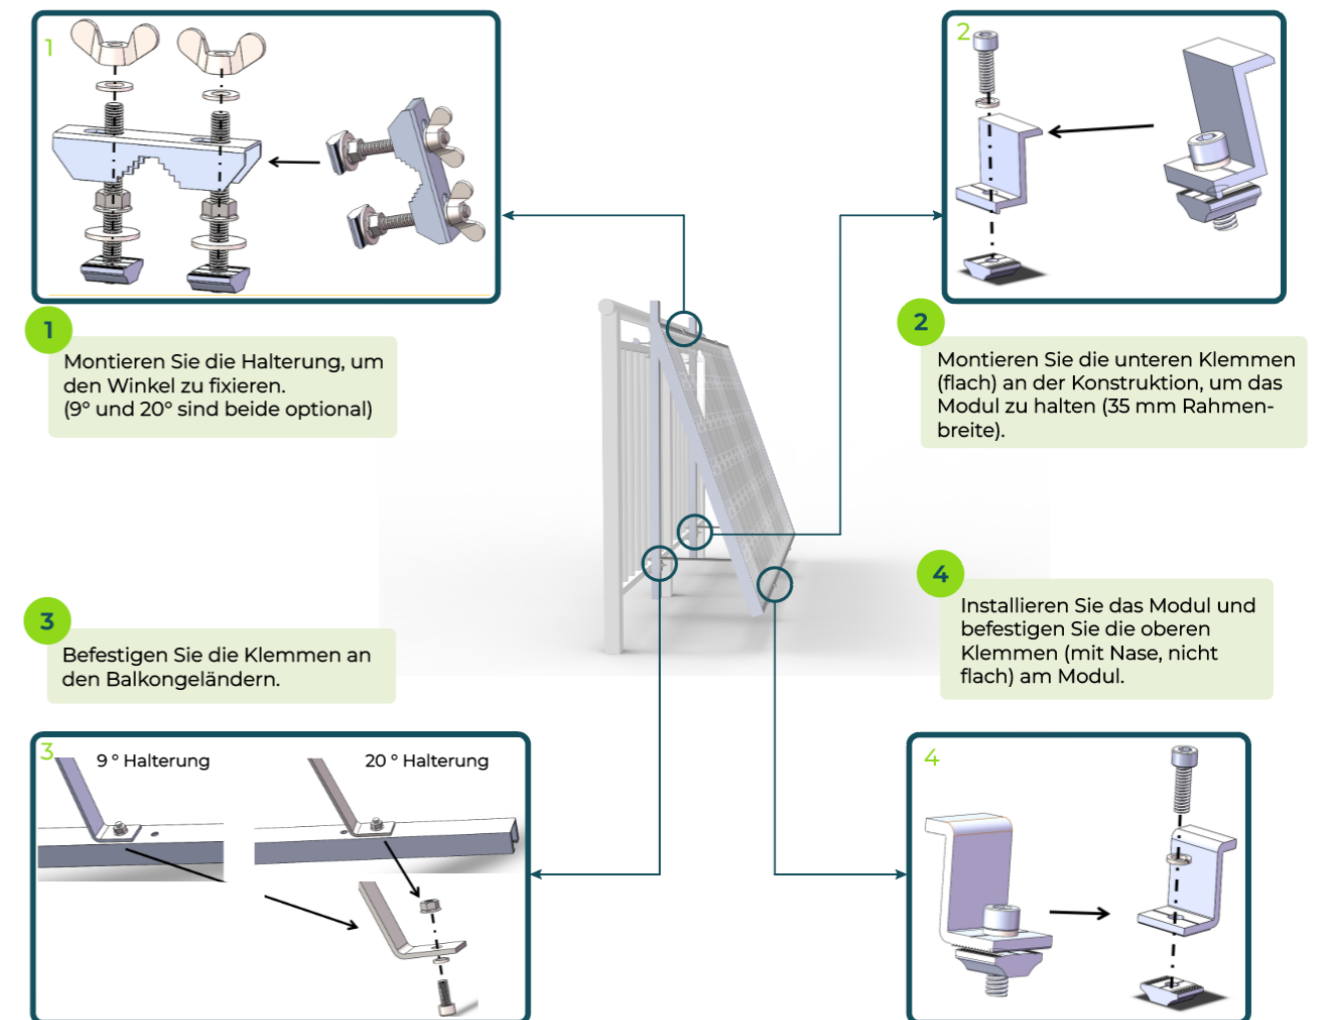 1
1
Montieren Sie die Halterung, um
den Winkel zu fixieren.
(9° und 20° sind beide optional)
2
2
Montieren Sie die unteren Klemmen
(flach) an der Konstruktion, um das
Modul zu halten (35 mm Rahmen-
breite).
3
Befestigen Sie die Klemmen an
den Balkongeländern.
3
9 ° Halterung
20 ° Halterung
4
Installieren Sie das Modul und
befestigen Sie die oberen
Klemmen (mit Nase, nicht
flach) am Modul.
4